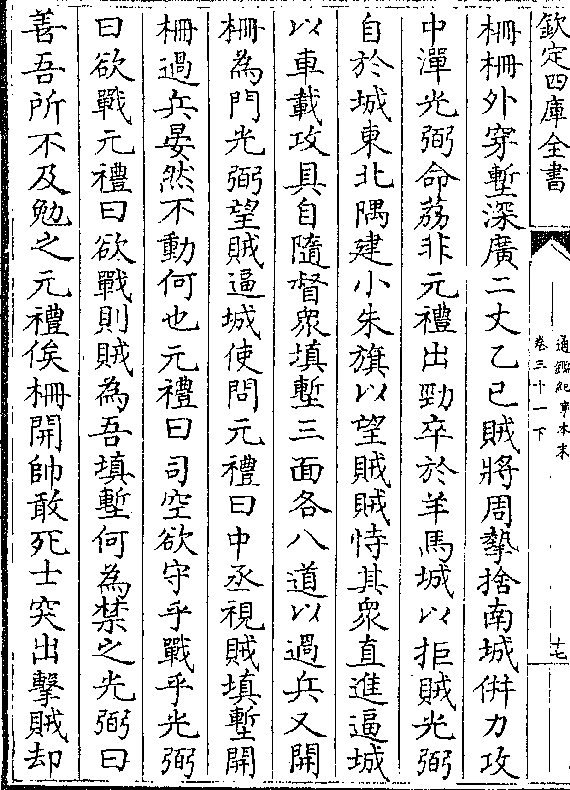 欽定四庫全書
通鑑紀事本末
卷三十一下
十七
柵柵外穿塹深廣二丈乙巳賊將周摯捨南城併力攻
中潬光弼命荔非元禮出勁卒於羊馬城以拒賊光弼
自於城東北隅建小朱旗以望賊賊恃其衆直進逼城
以車載攻具自隨督衆填塹三面各八道以過兵又開
柵為門光弼望賊逼城使問元禮曰中丞視賊填塹開
柵過兵晏然不動何也元禮曰司空欲守乎戰乎光弼
曰欲戰元禮曰欲戰則賊為吾填塹何為禁之光弼曰
善吾所不及勉之元禮俟柵開帥敢死士突出擊賊却